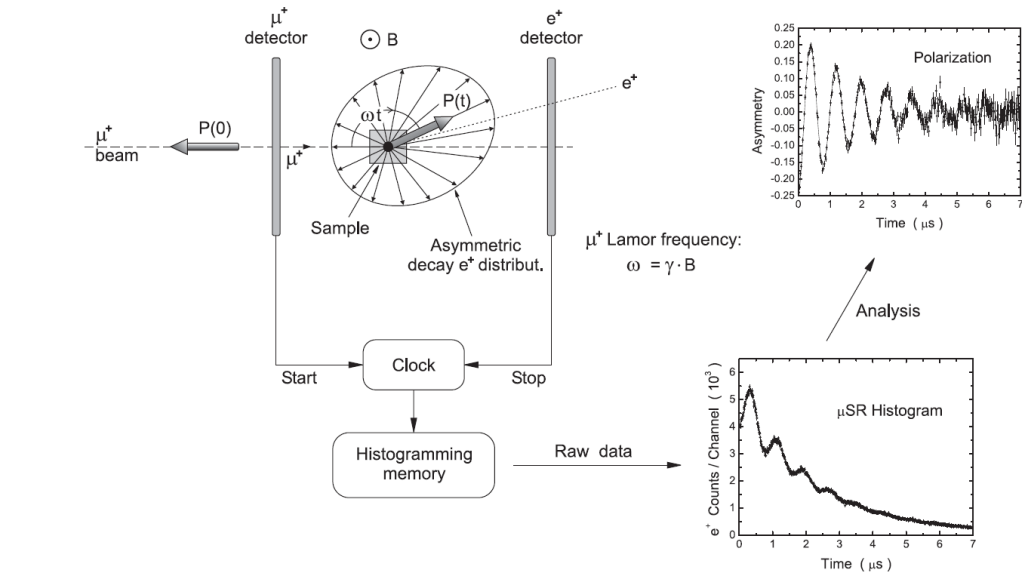 μ⁺
detector
B
e⁺
detector
P(t)
e⁺
ωt
P(0)
μ⁺
beam
μ⁺
Sample
Asymmetric
decay e⁺ distribut.
μ⁺ Lamor frequency:
ω = γ · B
Start
Clock
Stop
Histogramming
memory
Raw data
Analysis
Polarization
Asymmetry
0.25
0.20
0.15
0.10
0.05
0.00
-0.05
-0.10
-0.15
-0.20
-0.25
0 1 2 3 4 5 6 7
Time ( μs )
μSR Histogram
e⁺ Counts / Channel ( 10³ )
6
5
4
3
2
1
0
0 1 2 3 4 5 6 7
Time ( μs )